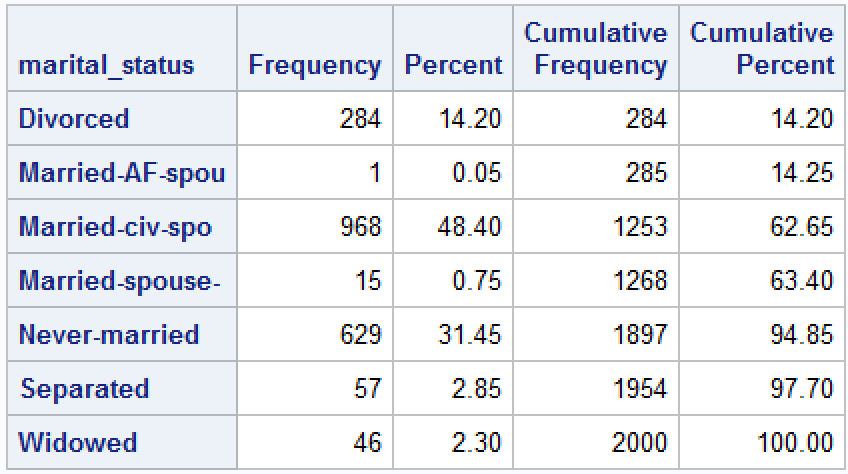 marital_status Frequency Percent Cumulative Frequency Cumulative Percent
Divorced 284 14.20 284 14.20
Married-AF-spou 1 0.05 285 14.25
Married-civ-spo 968 48.40 1253 62.65
Married-spouse- 15 0.75 1268 63.40
Never-married 629 31.45 1897 94.85
Separated 57 2.85 1954 97.70
Widowed 46 2.30 2000 100.00